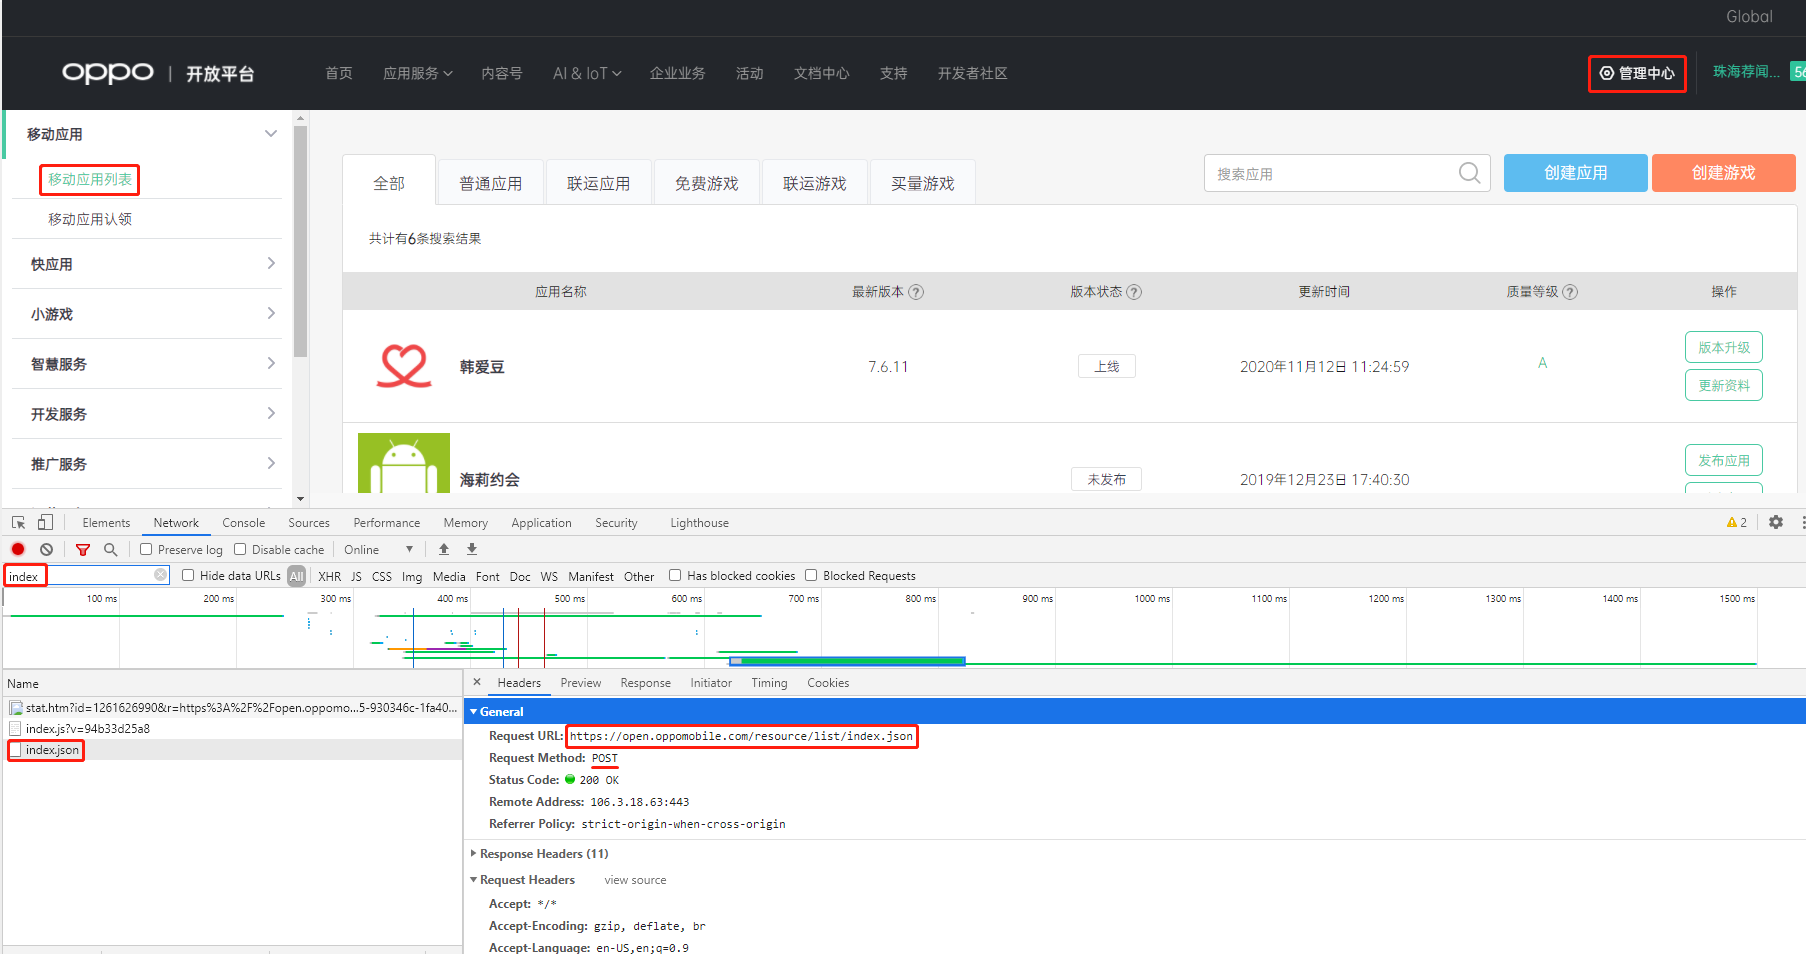 Global
oppo | 开放平台
首页 应用服务 内容号 AI & IoT 企业业务 活动 文档中心 支持 开发者社区 管理中心 珠海荐闻... 56
移动应用
移动应用列表
移动应用认领
快应用
小游戏
智慧服务
开发服务
推广服务
全部 普通应用 联运应用 免费游戏 联运游戏 买量游戏 搜索应用 创建应用 创建游戏
共计有6条搜索结果
应用名称 最新版本 ? 版本状态 ? 更新时间 质量等级 ? 操作
韩爱豆 7.6.11 上线 2020年11月12日 11:24:59 A 版本升级
更新资料
海莉约会 未发布 2019年12月23日 17:40:30 发布应用
Elements Network Console Sources Performance Memory Application Security Lighthouse 2
Preserve log Disable cache Online
index Hide data URLs All XHR JS CSS Img Media Font Doc WS Manifest Other Has blocked cookies Blocked Requests
100 ms 200 ms 300 ms 400 ms 500 ms 600 ms 700 ms 800 ms 900 ms 1000 ms 1100 ms 1200 ms 1300 ms 1400 ms 1500 ms
Name
stat.htm?id=1261626990&r=https%3A%2F%2Fopen.oppomo...5-930346c-1fa40...
index.js?v=94b33d25a8
index.json
× Headers Preview Response Initiator Timing Cookies
General
Request URL: https://open.oppomobile.com/resource/list/index.json
Request Method: POST
Status Code: 200 OK
Remote Address: 106.3.18.63:443
Referrer Policy: strict-origin-when-cross-origin
Response Headers (11)
Request Headers view source
Accept: */*
Accept-Encoding: gzip, deflate, br
Accept-Language: en-US,en;q=0.9